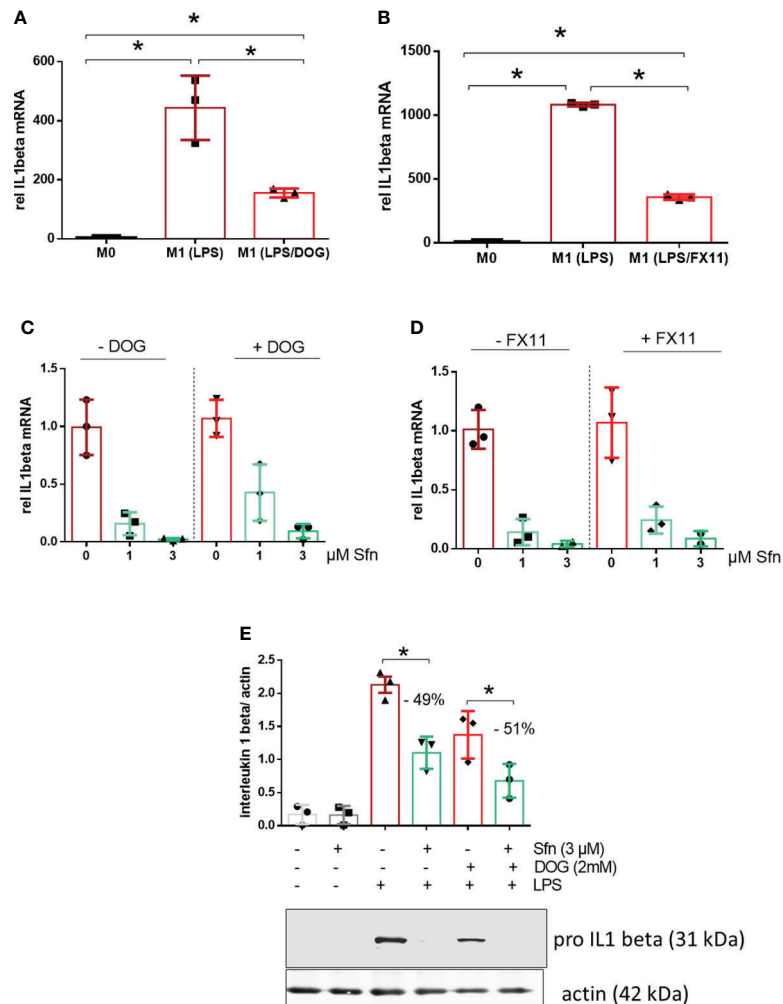 A
*
* *
rel IL1beta mRNA
600
400
200
0
M0 M1 (LPS) M1 (LPS/DOG)
B
*
* *
rel IL1beta mRNA
1500
1000
500
0
M0 M1 (LPS) M1 (LPS/FX11)
C
- DOG + DOG
rel IL1beta mRNA
1.5
1.0
0.5
0.0
0 1 3 0 1 3 µM Sfn
D
- FX11 + FX11
rel IL1beta mRNA
1.5
1.0
0.5
0.0
0 1 3 0 1 3 µM Sfn
E
interleukin 1 beta/ actin
2.5
2.0
1.5
1.0
0.5
0.0
*
- 49%
*
- 51%
- + - + - + Sfn (3 µM)
- - - - + + DOG (2mM)
- - + + + + LPS
pro IL1 beta (31 kDa)
actin (42 kDa)